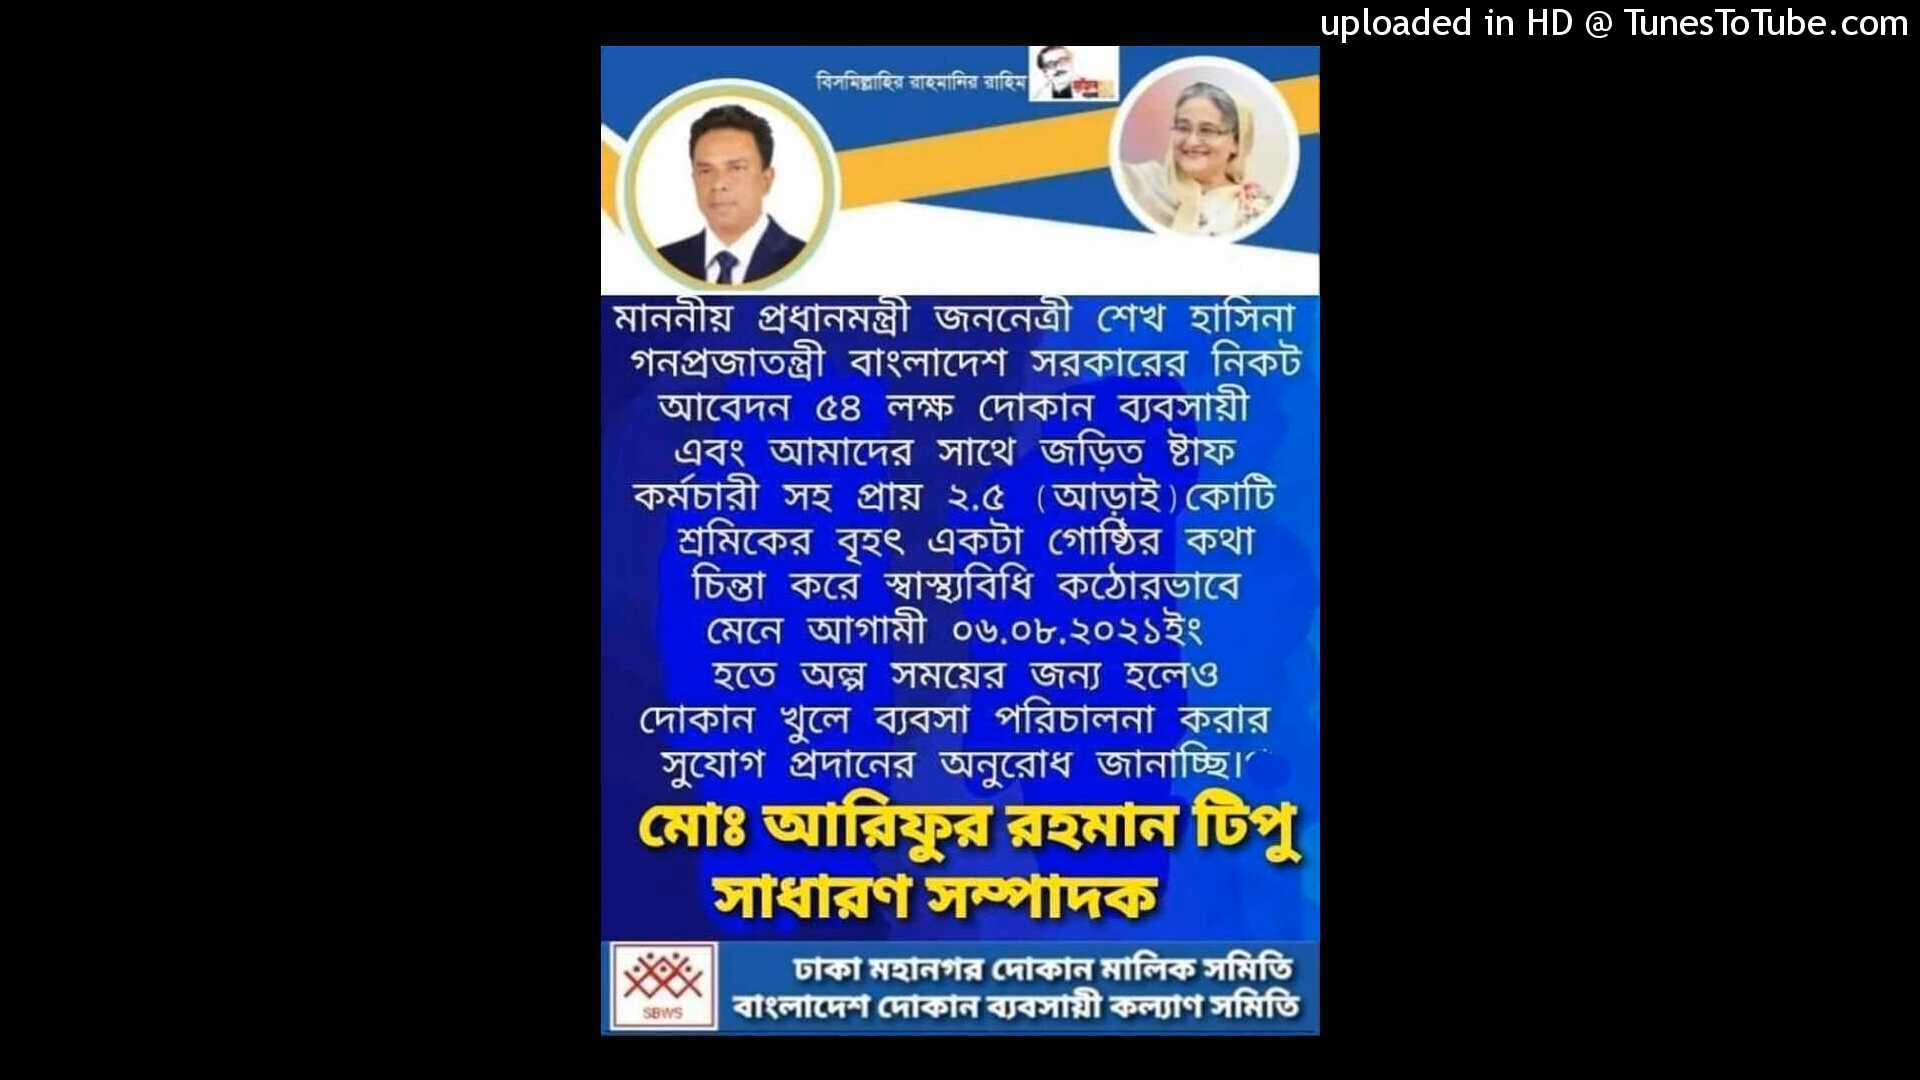 uploaded in HD @ TunesToTube.com
বিসমিল্লাহির রাহমানির রাহিম
মাননীয় প্রধানমন্ত্রী জননেত্রী শেখ হাসিনা
গনপ্রজাতন্ত্রী বাংলাদেশ সরকারের নিকট
আবেদন ৫৪ লক্ষ দোকান ব্যবসায়ী
এবং আমাদের সাথে জড়িত ষ্টাফ
কর্মচারী সহ প্রায় ২.৫ (আড়াই) কোটি
শ্রমিকের বৃহৎ একটা গোষ্ঠির কথা
চিন্তা করে স্বাস্থ্যবিধি কঠোরভাবে
মেনে আগামী ০৬.০৮.২০২১ইং
হতে অল্প সময়ের জন্য হলেও
দোকান খুলে ব্যবসা পরিচালনা করার
সুযোগ প্রদানের অনুরোধ জানাচ্ছি।
মোঃ আরিফুর রহমান টিপু
সাধারণ সম্পাদক
SBWS
ঢাকা মহানগর দোকান মালিক সমিতি
বাংলাদেশ দোকান ব্যবসায়ী কল্যাণ সমিতি